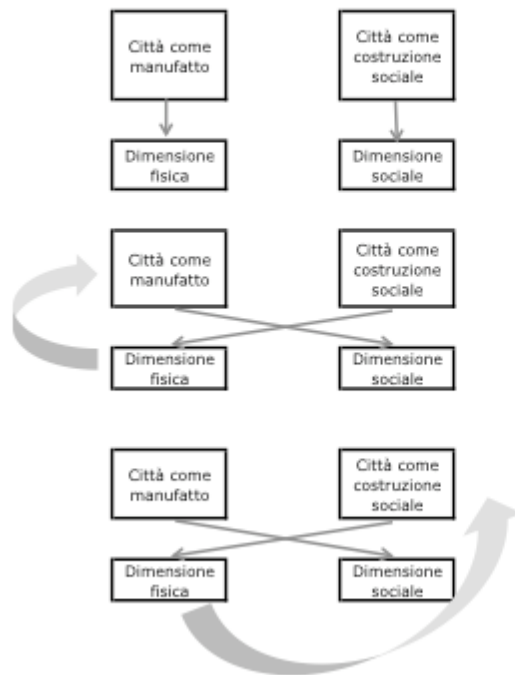 Città come
manufatto
Città come
costruzione
sociale
Dimensione
fisica
Dimensione
sociale
Città come
manufatto
Città come
costruzione
sociale
Dimensione
fisica
Dimensione
sociale
Città come
manufatto
Città come
costruzione
sociale
Dimensione
fisica
Dimensione
sociale